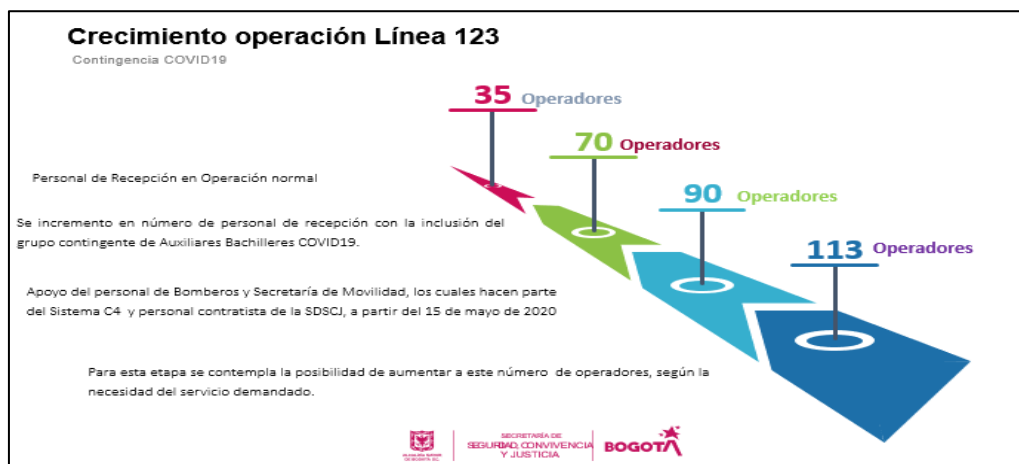 Crecimiento operación Línea 123
Contingencia COVID19
35 Operadores
70 Operadores
90 Operadores
113 Operadores
Personal de Recepción en Operación normal
Se incremento en número de personal de recepción con la inclusión del
grupo contingente de Auxiliares Bachilleres COVID19.
Apoyo del personal de Bomberos y Secretaría de Movilidad, los cuales hacen parte
del Sistema C4 y personal contratista de la SDSCJ, a partir del 15 de mayo de 2020
Para esta etapa se contempla la posibilidad de aumentar a este número de operadores, según la
necesidad del servicio demandado.
ALCALDÍA MAYOR
DE BOGOTÁ D.C.
SECRETARÍA DE
SEGURIDAD, CONVIVENCIA
Y JUSTICIA
BOGOTÁ